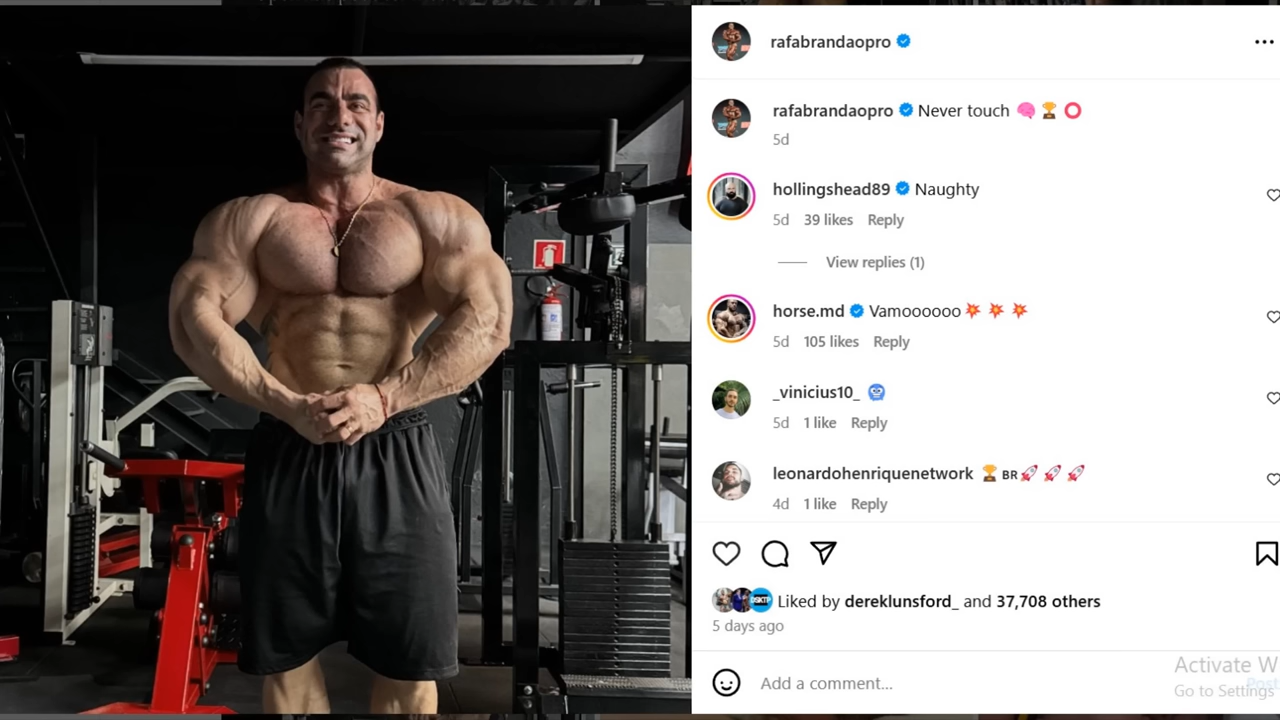 rafabrandaopro
rafabrandaopro Never touch 🧠 🏆 ⭕
5d
hollingshead89 Naughty
5d 39 likes Reply
View replies (1)
horse.md Vamoooooo 💥 💥 💥
5d 105 likes Reply
_vinicius10_ 🥶
5d 1 like Reply
leonardohenriquenetwork 🏆 BR 🚀 🚀 🚀
4d 1 like Reply
Liked by dereklunsford_ and 37,708 others
5 days ago
Add a comment...
Post
Activate W
Go to Settings